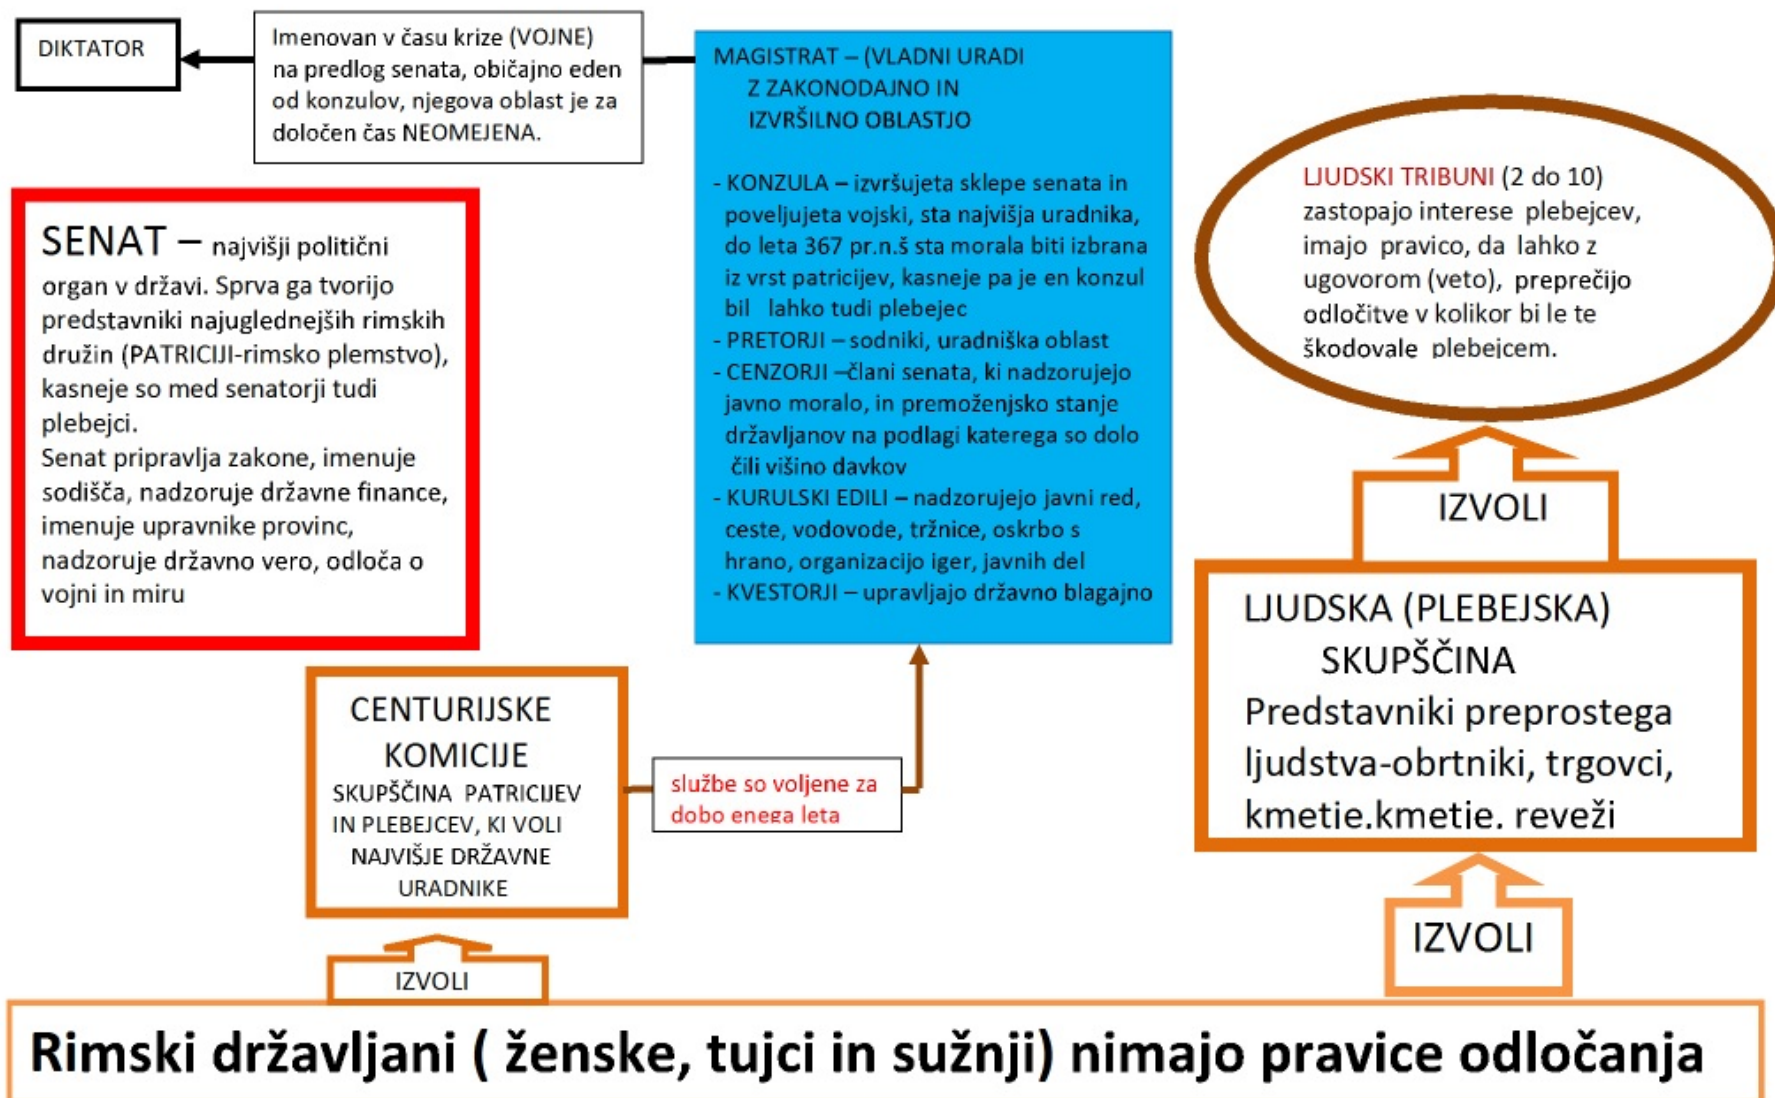 DIKTATOR
Imenovan v času krize (VOJNE)
na predlog senata, običajno eden
od konzulov, njegova oblast je za
določen čas NEOMEJENA.
MAGISTRAT – (VLADNI URADI
Z ZAKONODAJNO IN
IZVRŠILNO OBLASTJO
- KONZULA – izvršujeta sklepe senata in
poveljujeta vojski, sta najvišja uradnika,
do leta 367 pr.n.š sta morala biti izbrana
iz vrst patricijev, kasneje pa je en konzul
bil lahko tudi plebejec
- PRETORJI – sodniki, uradniška oblast
- CENZORJI –člani senata, ki nadzorujejo
javno moralo, in premoženjsko stanje
državljanov na podlagi katerega so dolo
čili višino davkov
- KURULSKI EDILI – nadzorujejo javni red,
ceste, vodovode, tržnice, oskrbo s
hrano, organizacijo iger, javnih del
- KVESTORJI – upravljajo državno blagajno
LJUDSKI TRIBUNI (2 do 10)
zastopajo interese plebejcev,
imajo pravico, da lahko z
ugovorom (veto), preprečijo
odločitve v kolikor bi le te
škodovale plebejcem.
SENAT – najvišji politični
organ v državi. Sprva ga tvorijo
predstavniki najuglednejših rimskih
družin (PATRICIJI-rimsko plemstvo),
kasneje so med senatorji tudi
plebejci.
Senat pripravlja zakone, imenuje
sodišča, nadzoruje državne finance,
imenuje upravnike provinc,
nadzoruje državno vero, odloča o
vojni in miru
IZVOLI
LJUDSKA (PLEBEJSKA)
SKUPŠČINA
Predstavniki preprostega
ljudstva-obrtniki, trgovci,
kmetje.kmetje. reveži
CENTURIJSKE
KOMICIJE
SKUPŠČINA PATRICIJEV
IN PLEBEJCEV, KI VOLI
NAJVIŠJE DRŽAVNE
URADNIKE
službe so voljene za
dobo enega leta
IZVOLI
IZVOLI
Rimski državljani ( ženske, tujci in sužnji) nimajo pravice odločanja